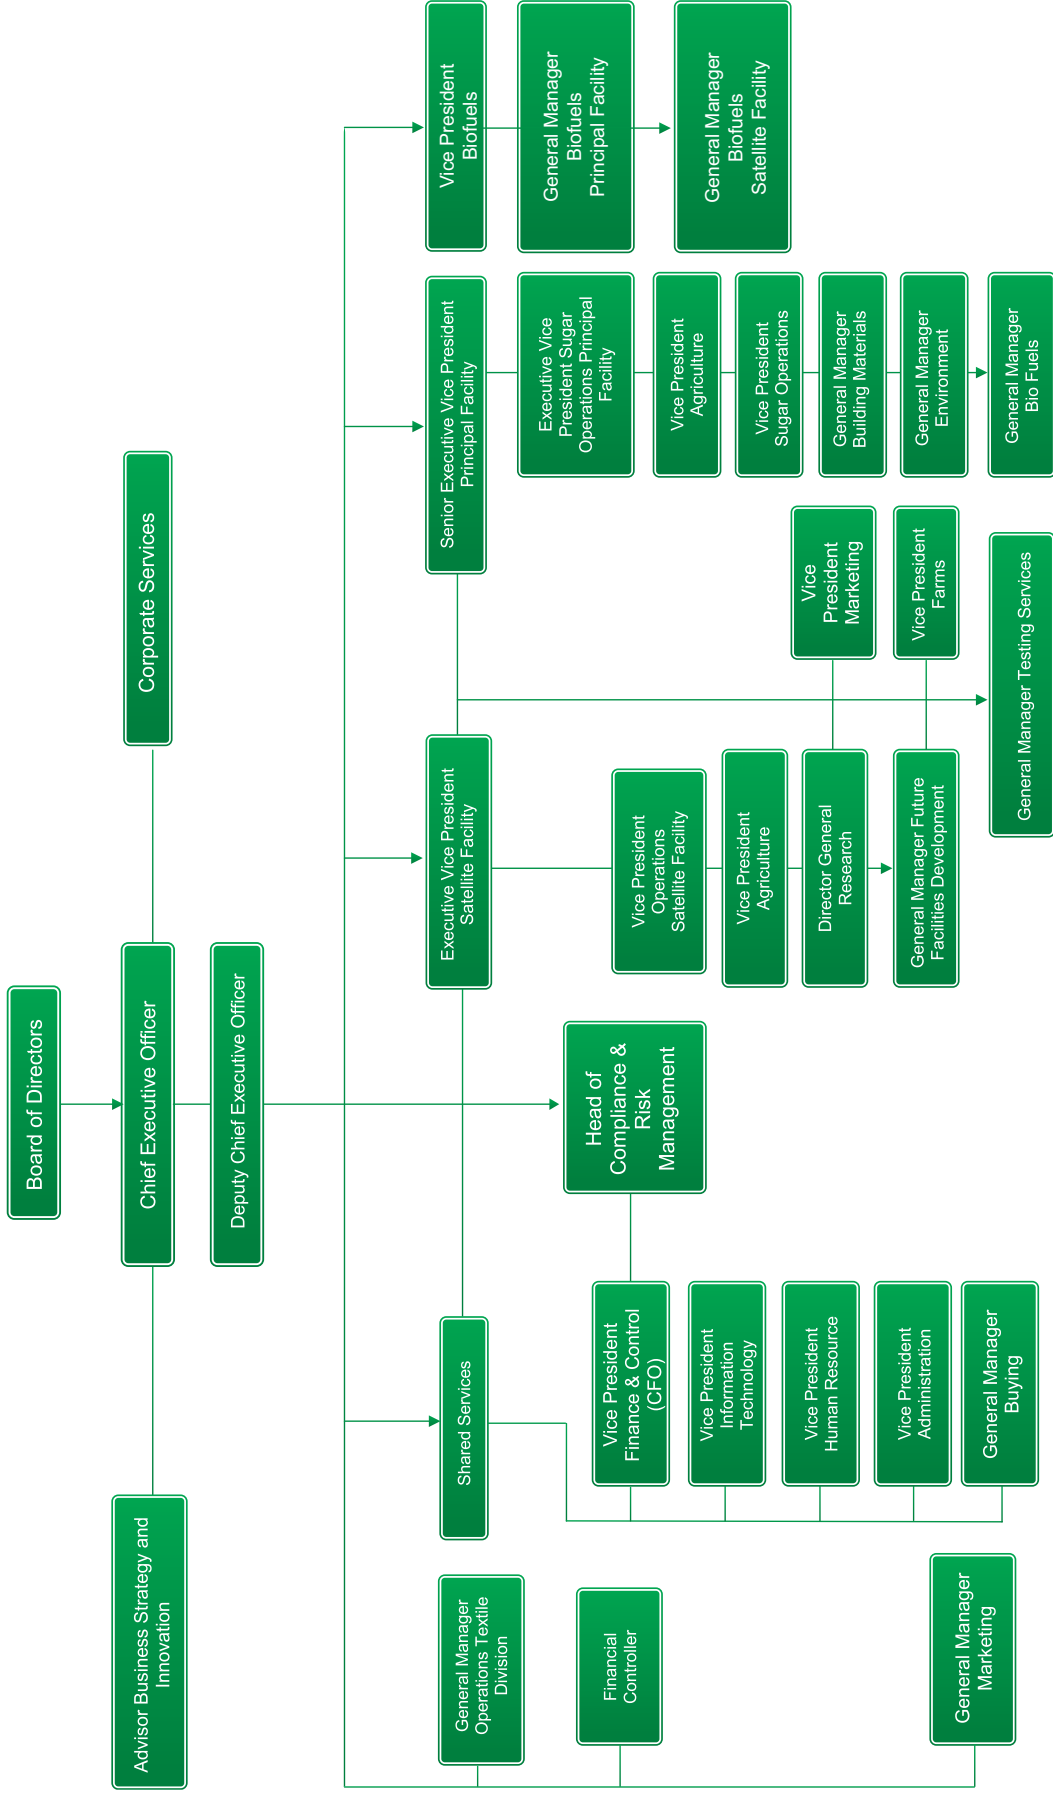 Board of Directors
Advisor Business Strategy and
Innovation
Chief Executive Officer
Corporate Services
Deputy Chief Executive Officer
General Manager
Operations Textile
Division
Financial
Controller
General Manager
Marketing
Shared Services
Vice President
Finance & Control
(CFO)
Vice President
Information
Technology
Vice President
Human Resource
Vice President
Administration
General Manager
Buying
Head of
Compliance &
Risk
Management
Executive Vice President
Satellite Facility
Vice President
Operations
Satellite Facility
Vice President
Agriculture
Director General
Research
General Manager Future
Facilities Development
Vice
President
Marketing
Vice President
Farms
General Manager Testing Services
Senior Executive Vice President
Principal Facility
Executive Vice
President Sugar
Operations Principal
Facility
Vice President
Agriculture
Vice President
Sugar Operations
General Manager
Building Materials
General Manager
Environment
General Manager
Bio Fuels
Vice President
Biofuels
General Manager
Biofuels
Principal Facility
General Manager
Biofuels
Satellite Facility